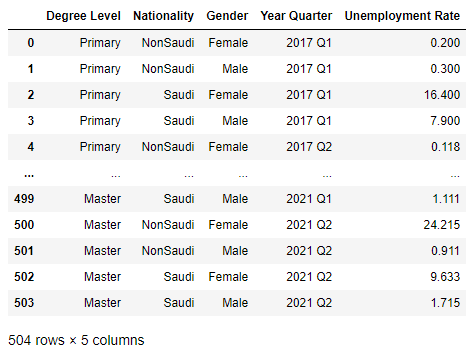 Degree Level Nationality Gender Year Quarter Unemployment Rate
0 Primary NonSaudi Female 2017 Q1 0.200
1 Primary NonSaudi Male 2017 Q1 0.300
2 Primary Saudi Female 2017 Q1 16.400
3 Primary Saudi Male 2017 Q1 7.900
4 Primary NonSaudi Female 2017 Q2 0.118
... ... ... ... ... ...
499 Master Saudi Male 2021 Q1 1.111
500 Master NonSaudi Female 2021 Q2 24.215
501 Master NonSaudi Male 2021 Q2 0.911
502 Master Saudi Female 2021 Q2 9.633
503 Master Saudi Male 2021 Q2 1.715
504 rows × 5 columns